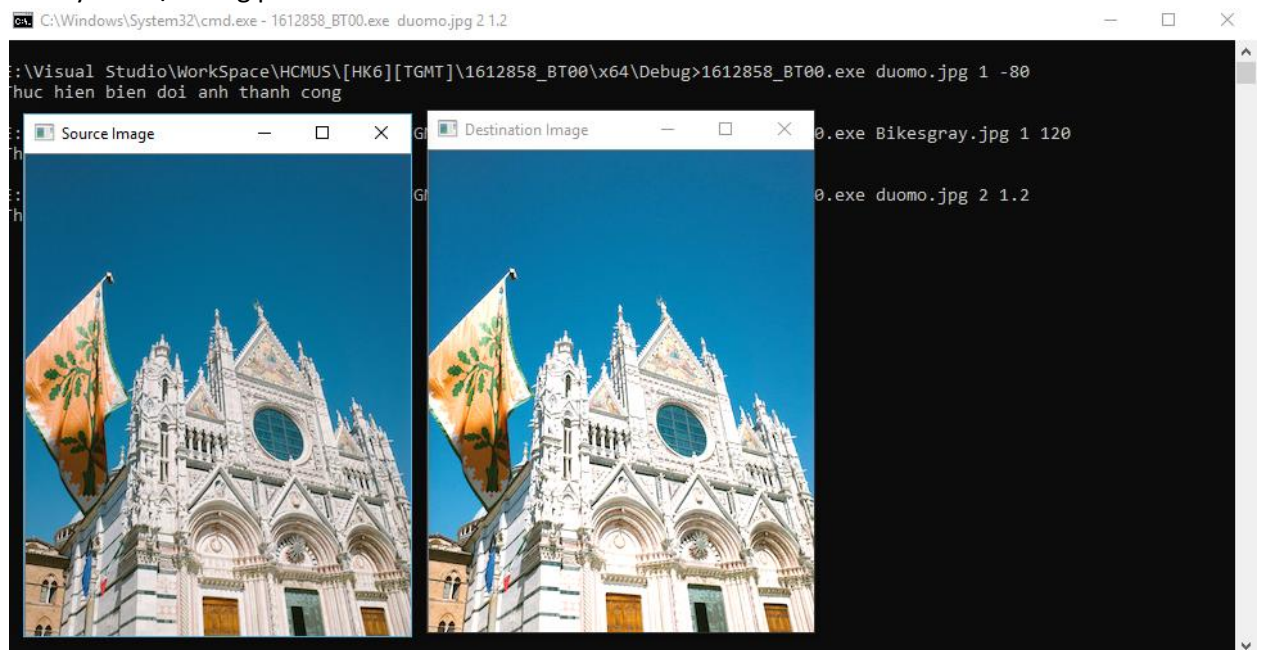 C:\Windows\System32\cmd.exe - 1612858_BT00.exe duomo.jpg 2 1.2
:\Visual Studio\WorkSpace\HCMUS\[HK6][TGMT]\1612858_BT00\x64\Debug>1612858_BT00.exe duomo.jpg 1 -80
huc hien bien doi anh thanh cong
Source Image
Destination Image
0.exe Bikesgray.jpg 1 120
0.exe duomo.jpg 2 1.2